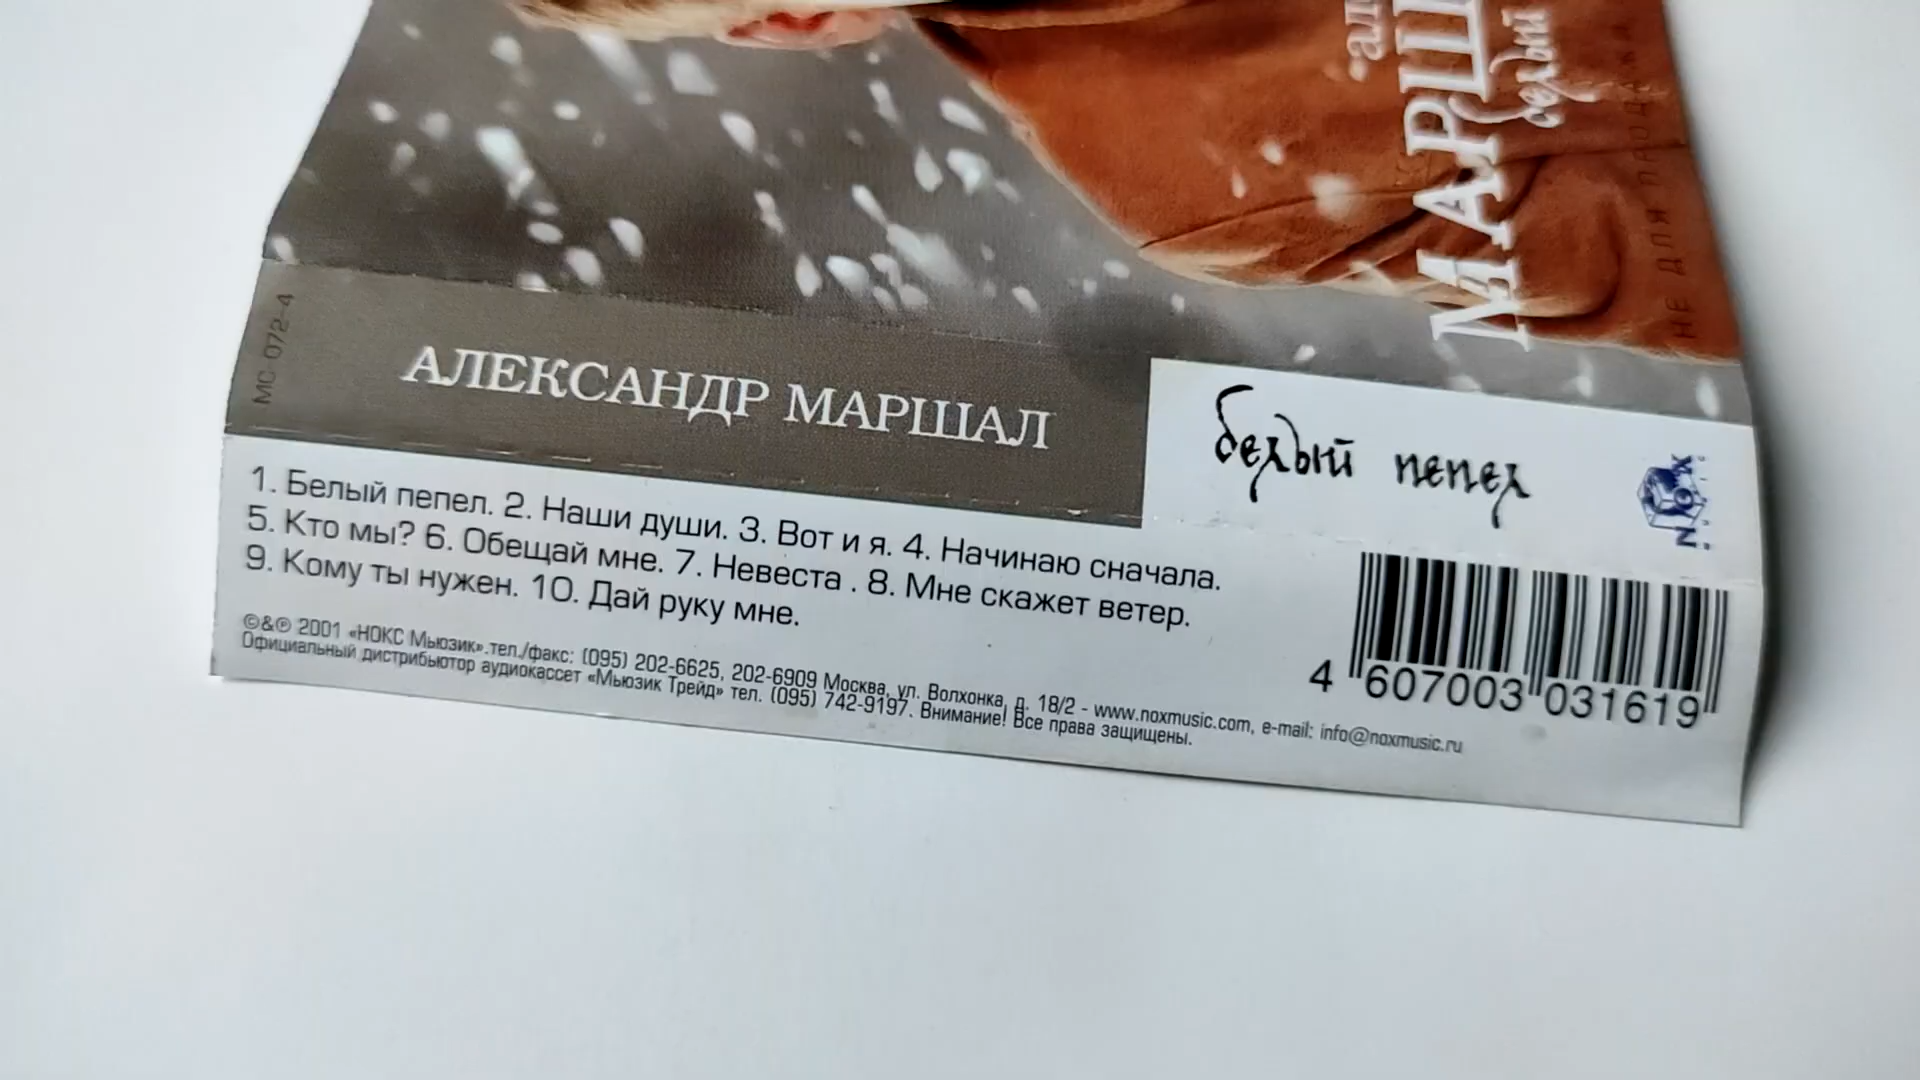 МАРШ
белый
НЕ ДЛЯ ПРОДАЖИ
МС 072-4
АЛЕКСАНДР МАРШАЛ
белый пепел
NOX
MUSIC
1. Белый пепел. 2. Наши души. 3. Вот и я. 4. Начинаю сначала.
5. Кто мы? 6. Обещай мне. 7. Невеста . 8. Мне скажет ветер.
9. Кому ты нужен. 10. Дай руку мне.
©&℗ 2001 «НОКС Мьюзик».тел./факс: (095) 202-6625, 202-6909 Москва, ул. Волхонка, д. 18/2 - www.noxmusic.com, e-mail: info@noxmusic.ru
Официальный дистрибьютор аудиокассет «Мьюзик Трейд» тел. (095) 742-9197. Внимание! Все права защищены.
4 607003 031619